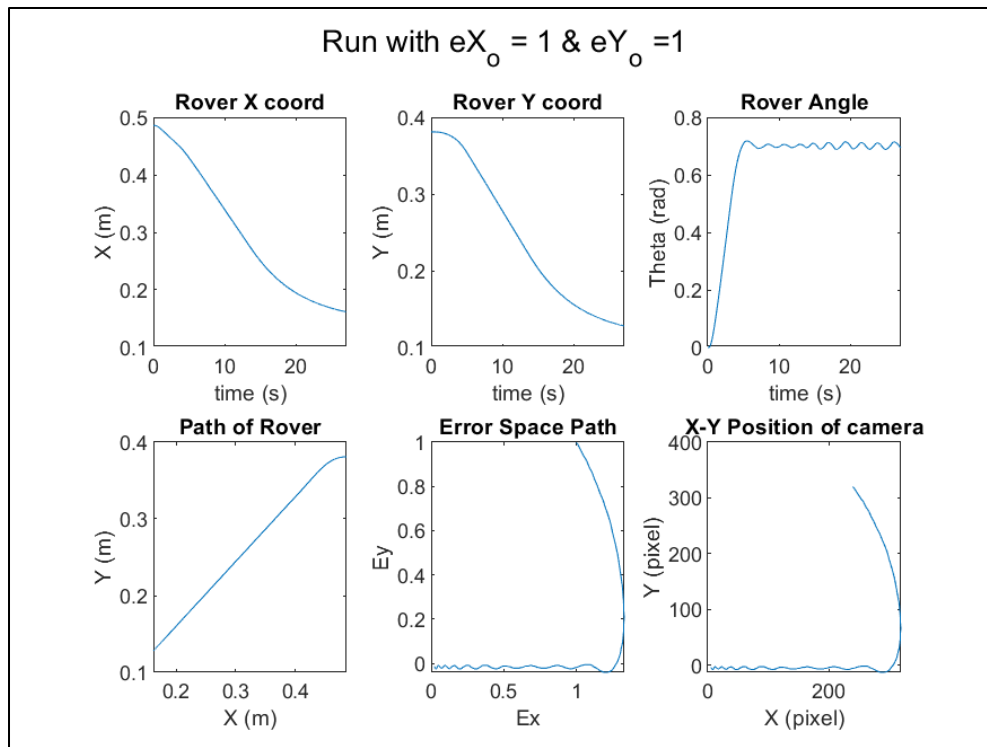 Run with eX_o = 1 & eY_o =1
Rover X coord
0.5
0.4
0.3
0.2
0.1
X (m)
0 10 20
time (s)
Rover Y coord
0.4
0.3
0.2
0.1
Y (m)
0 10 20
time (s)
Rover Angle
0.8
0.6
0.4
0.2
0
Theta (rad)
0 10 20
time (s)
Path of Rover
0.4
0.3
0.2
0.1
Y (m)
0.2 0.3 0.4
X (m)
Error Space Path
1
0.8
0.6
0.4
0.2
0
Ey
0 0.5 1
Ex
X-Y Position of camera
400
300
200
100
0
Y (pixel)
0 200
X (pixel)